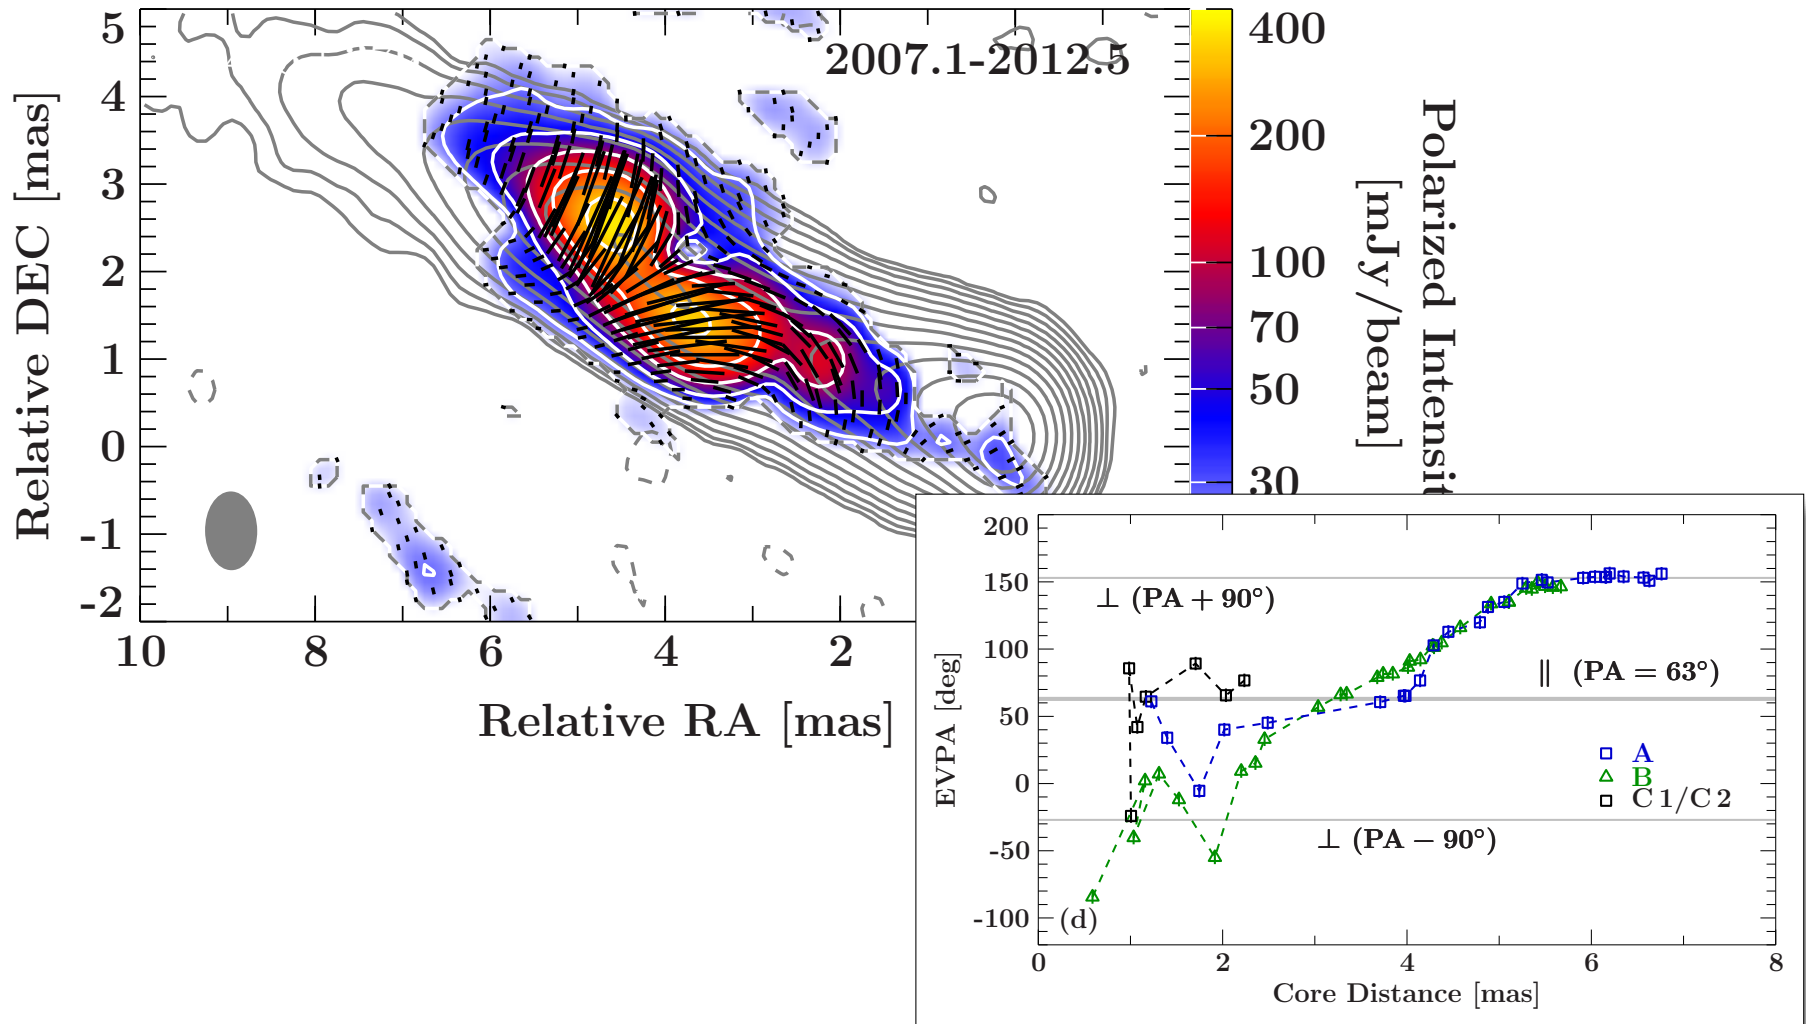 2007.1-2012.5
5
4
3
2
1
0
-1
-2
Relative DEC [mas]
10
8
6
4
2
Relative RA [mas]
400
200
100
70
50
30
Polarized Intensit
[mJy/beam]
200
150
100
50
0
-50
-100
EVPA [deg]
⊥ (PA + 90°)
∥ (PA = 63°)
A
B
C 1/C 2
⊥ (PA − 90°)
(d)
0
2
4
6
8
Core Distance [mas]